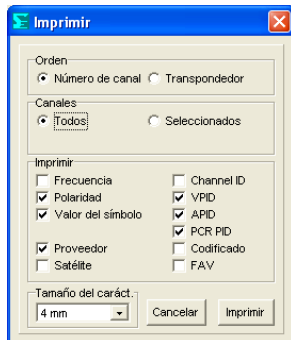 Imprimir
Orden
Número de canal Transpondedor
Canales
Todos Seleccionados
Imprimir
Frecuencia Channel ID
Polaridad VPID
Valor del símbolo APID
PCR PID
Proveedor Codificado
Satélite FAV
Tamaño del caráct.
4 mm Cancelar Imprimir